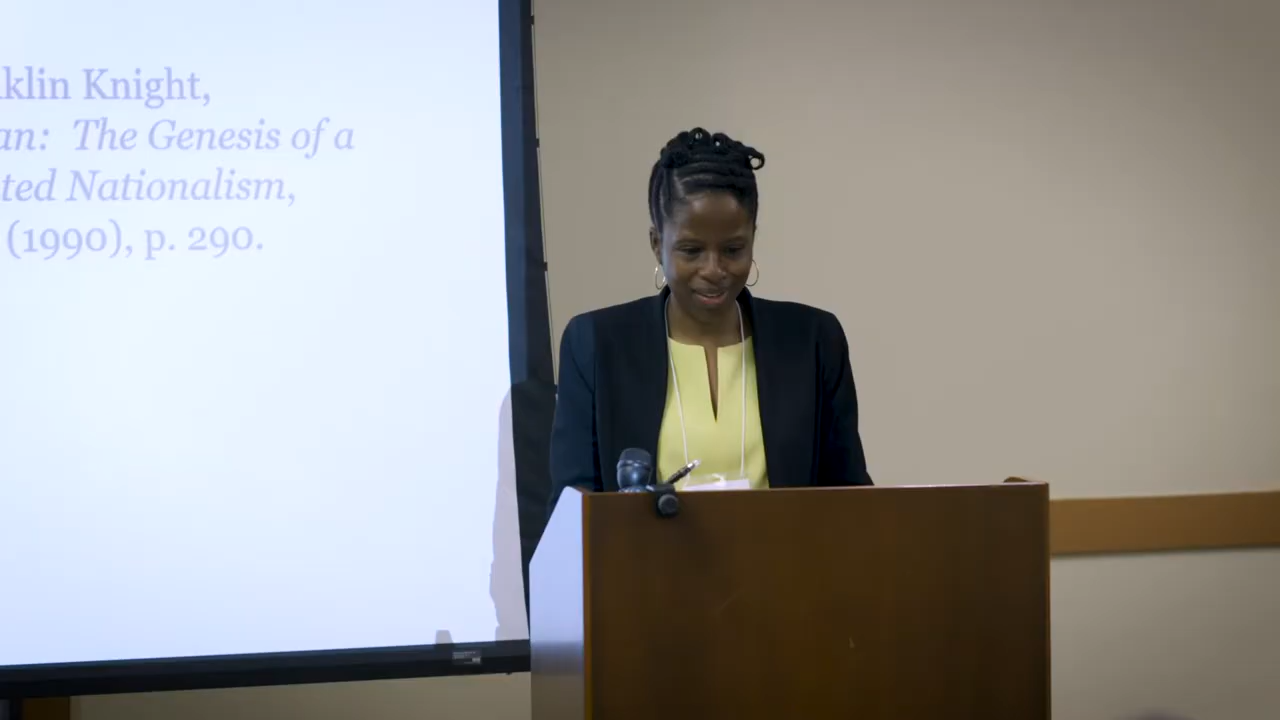 klin Knight,
an: The Genesis of a
ted Nationalism,
(1990), p. 290.